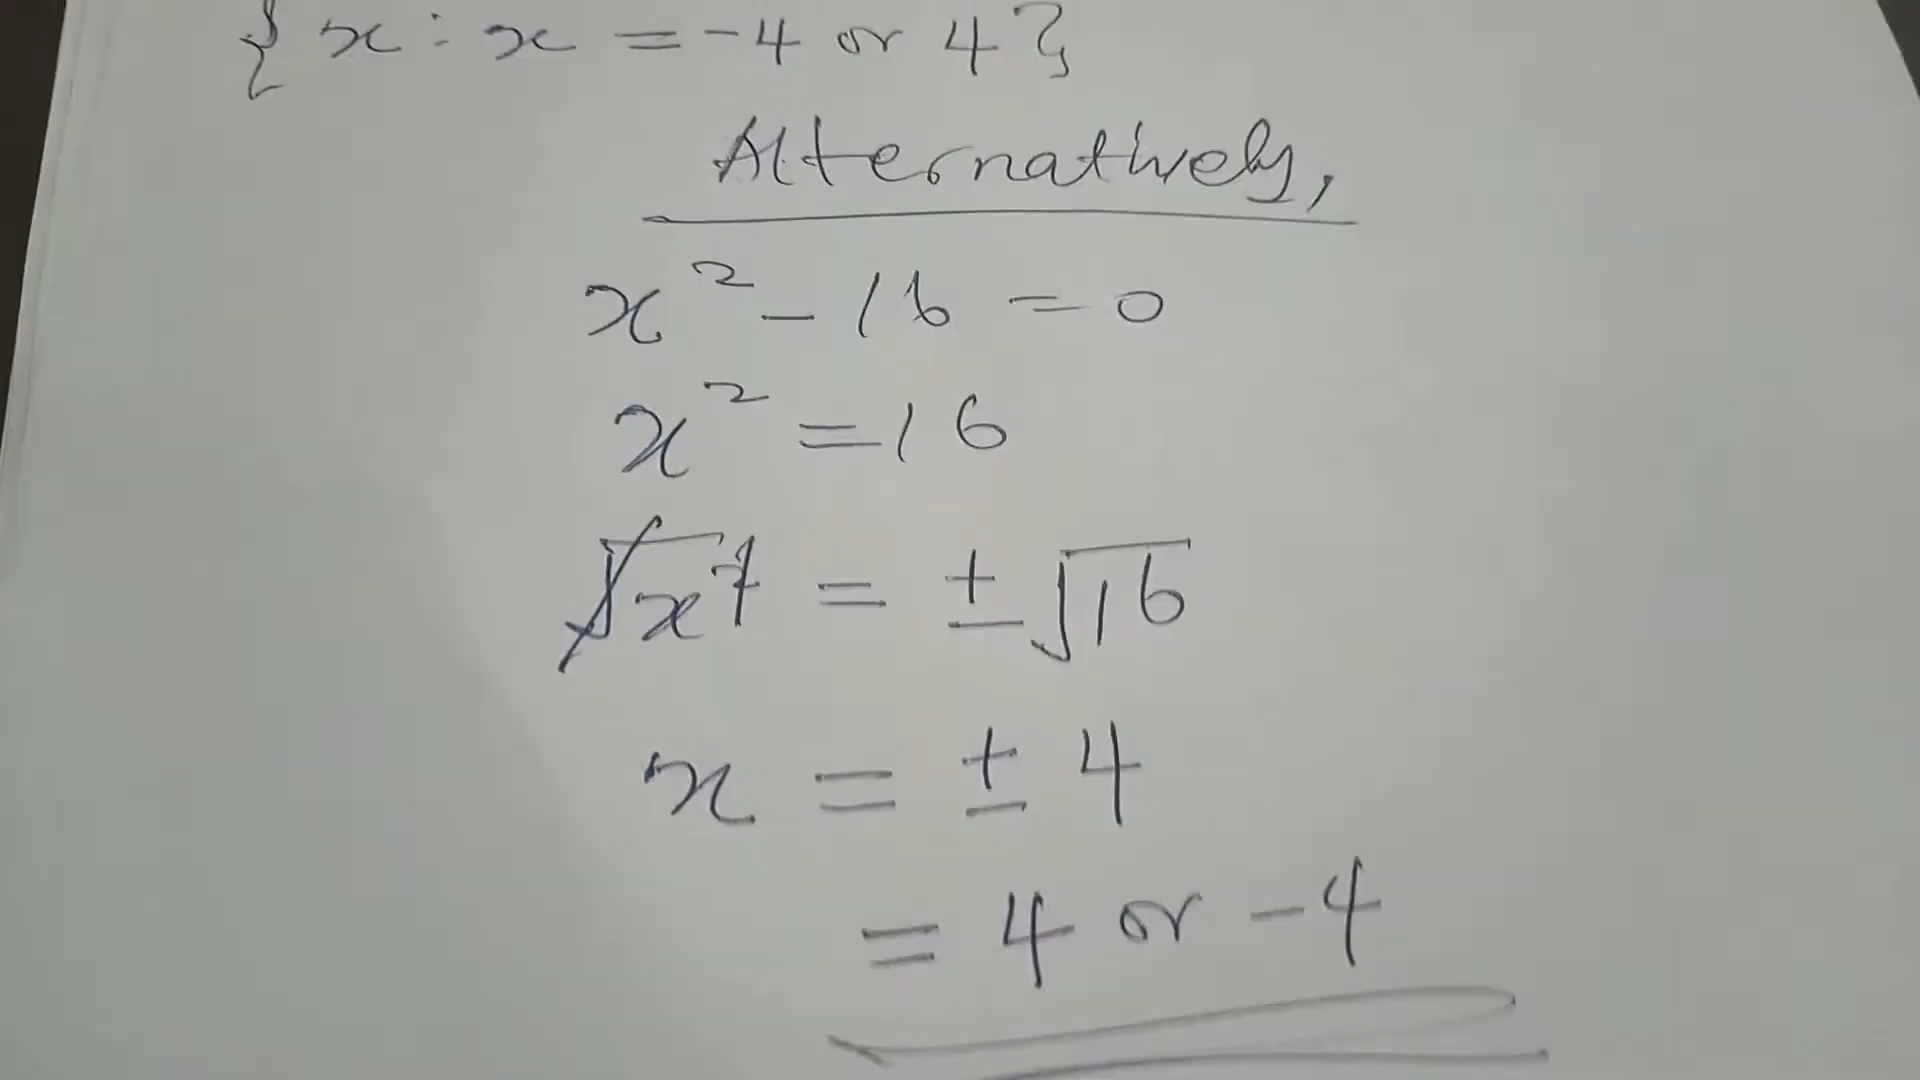 {x : x = -4 or 4}
Alternatively,
x² - 16 = 0
x² = 16
√x² = ± √16
x = ± 4
= 4 or -4